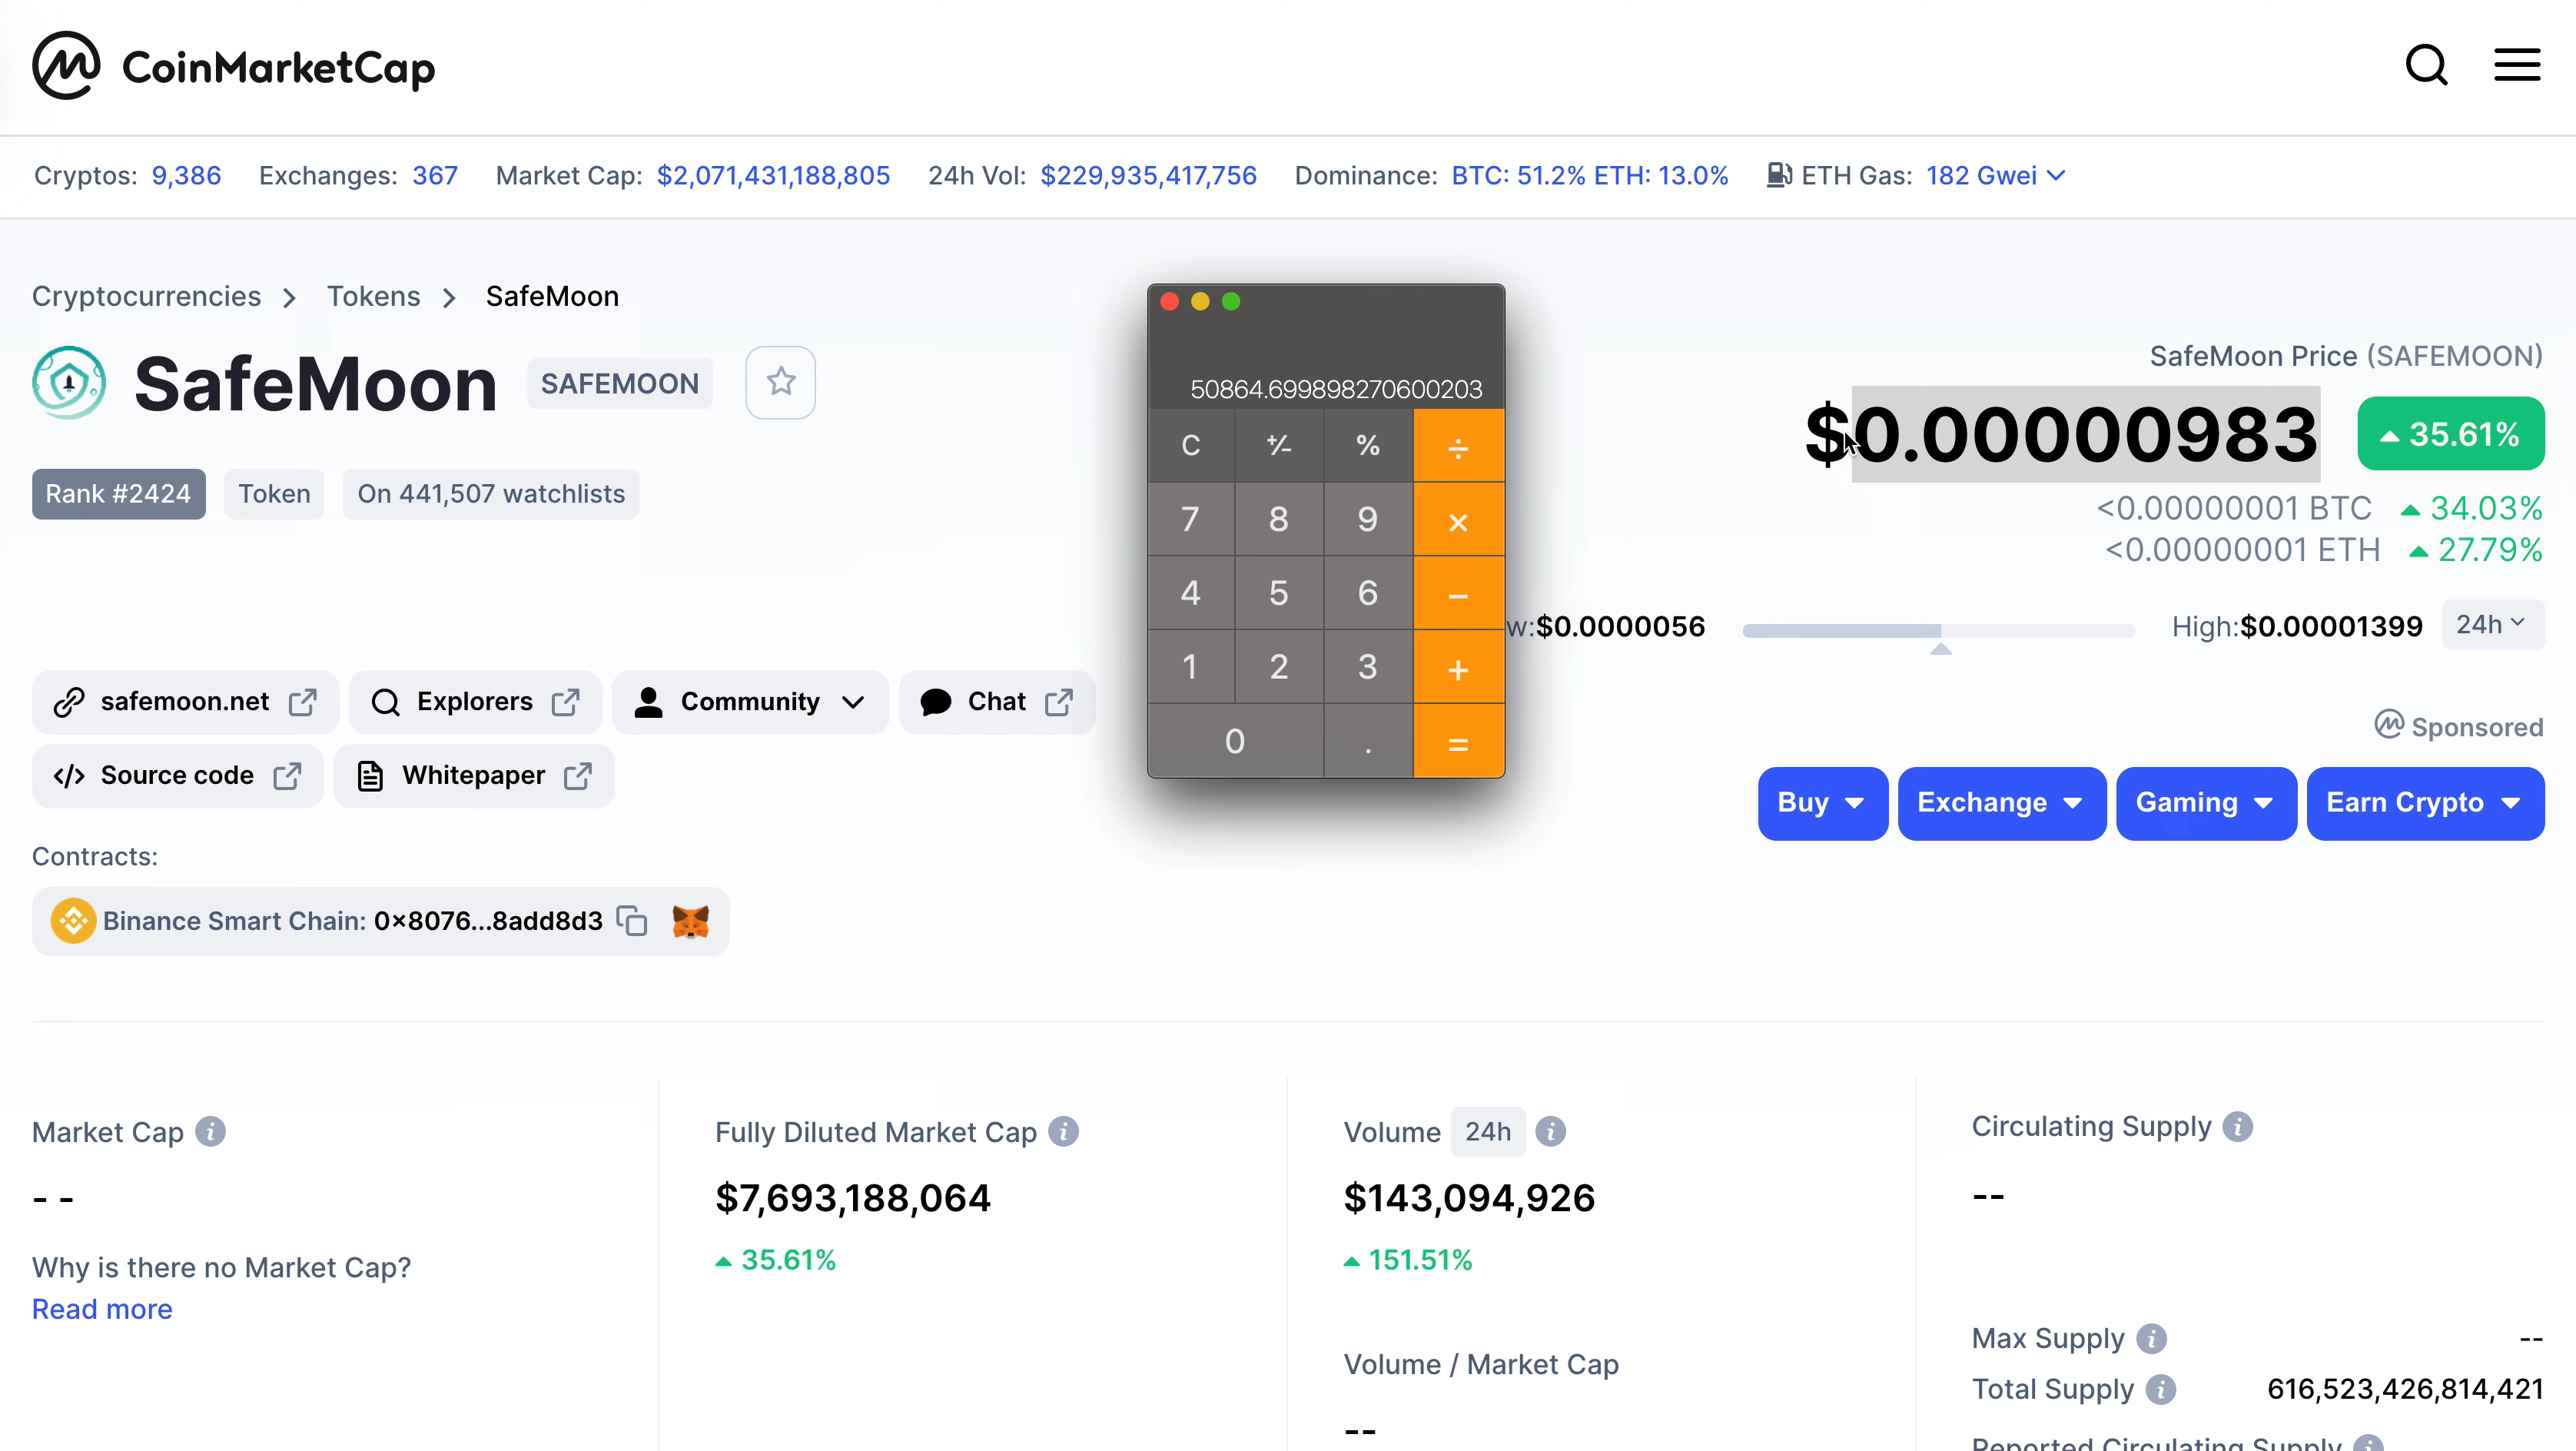 CoinMarketCap
Cryptos: 9,386 Exchanges: 367 Market Cap: $2,071,431,188,805 24h Vol: $229,935,417,756 Dominance: BTC: 51.2% ETH: 13.0% ETH Gas: 182 Gwei
Cryptocurrencies > Tokens > SafeMoon
SafeMoon SAFEMOON
Rank #2424 Token On 441,507 watchlists
safemoon.net Explorers Community Chat
Source code Whitepaper
Contracts:
Binance Smart Chain: 0x8076...8add8d3
50864.699898270600203
C +⁄- % ÷
7 8 9 ×
4 5 6 −
1 2 3 +
0 . =
SafeMoon Price (SAFEMOON)
$0.00000983 35.61%
<0.00000001 BTC 34.03%
<0.00000001 ETH 27.79%
w:$0.0000056 High:$0.00001399 24h
Sponsored
Buy Exchange Gaming Earn Crypto
Market Cap
- -
Why is there no Market Cap?
Read more
Fully Diluted Market Cap
$7,693,188,064
35.61%
Volume 24h
$143,094,926
151.51%
Volume / Market Cap
--
Circulating Supply
--
Max Supply --
Total Supply 616,523,426,814,421
Reported Circulating Supply